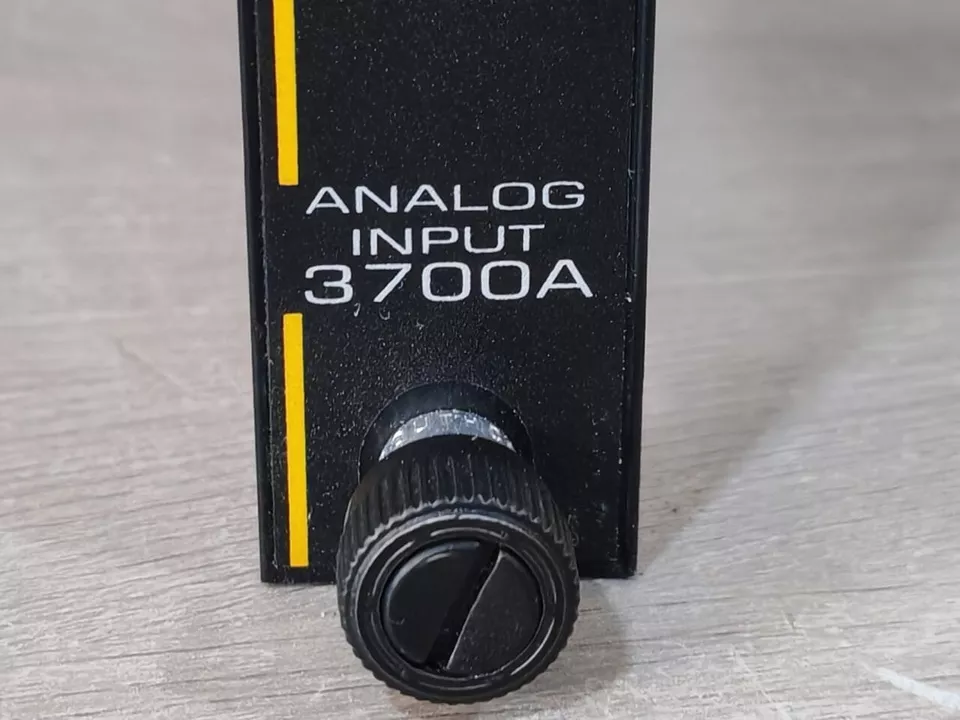 ANALOG
INPUT
3700A